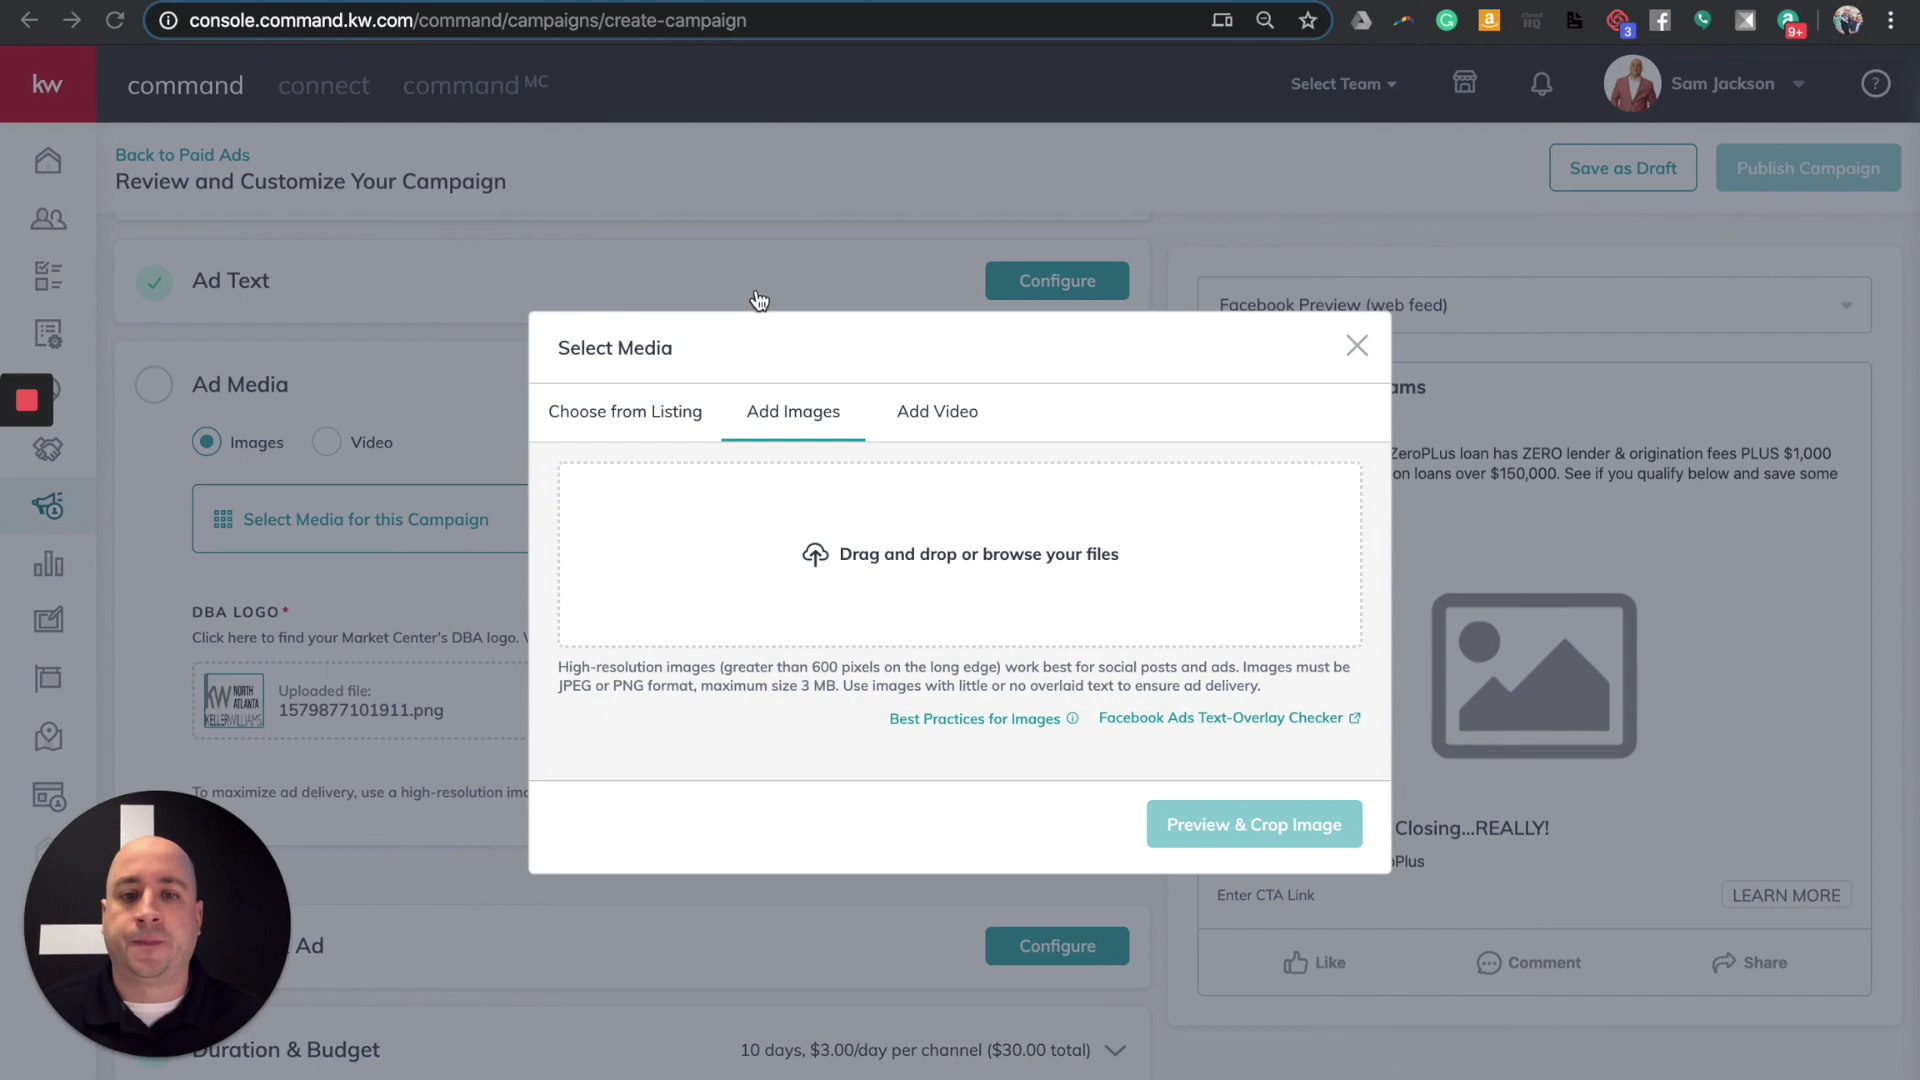 console.command.kw.com/command/campaigns/create-campaign
3
9+
kw
command
connect
command MC
Select Team
Sam Jackson
Back to Paid Ads
Review and Customize Your Campaign
Save as Draft
Publish Campaign
Ad Text
Configure
Facebook Preview (web feed)
Select Media
Ad Media
ams
Choose from Listing
Add Images
Add Video
Images
Video
ZeroPLus loan has ZERO lender & origination fees PLUS $1,000
on loans over $150,000. See if you qualify below and save some
Select Media for this Campaign
Drag and drop or browse your files
DBA LOGO*
Click here to find your Market Center's DBA logo.
High-resolution images (greater than 600 pixels on the long edge) work best for social posts and ads. Images must be
JPEG or PNG format, maximum size 3 MB. Use images with little or no overlaid text to ensure ad delivery.
KW NORTH
ATLANTA
KELLERWILLIAMS
Uploaded file:
1579877101911.png
Best Practices for Images
Facebook Ads Text-Overlay Checker
To maximize ad delivery, use a high-resolution
Preview & Crop Image
Closing...REALLY!
Plus
Enter CTA Link
LEARN MORE
Ad
Configure
Like
Comment
Share
Duration & Budget
10 days, $3.00/day per channel ($30.00 total)